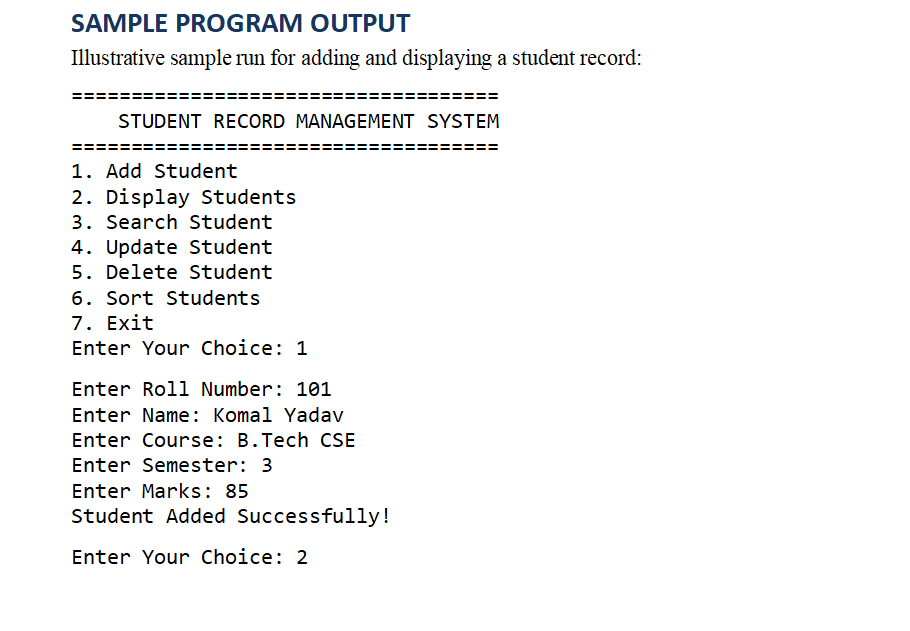 SAMPLE PROGRAM OUTPUT
Illustrative sample run for adding and displaying a student record:
====================================
    STUDENT RECORD MANAGEMENT SYSTEM
====================================
1. Add Student
2. Display Students
3. Search Student
4. Update Student
5. Delete Student
6. Sort Students
7. Exit
Enter Your Choice: 1
Enter Roll Number: 101
Enter Name: Komal Yadav
Enter Course: B.Tech CSE
Enter Semester: 3
Enter Marks: 85
Student Added Successfully!
Enter Your Choice: 2